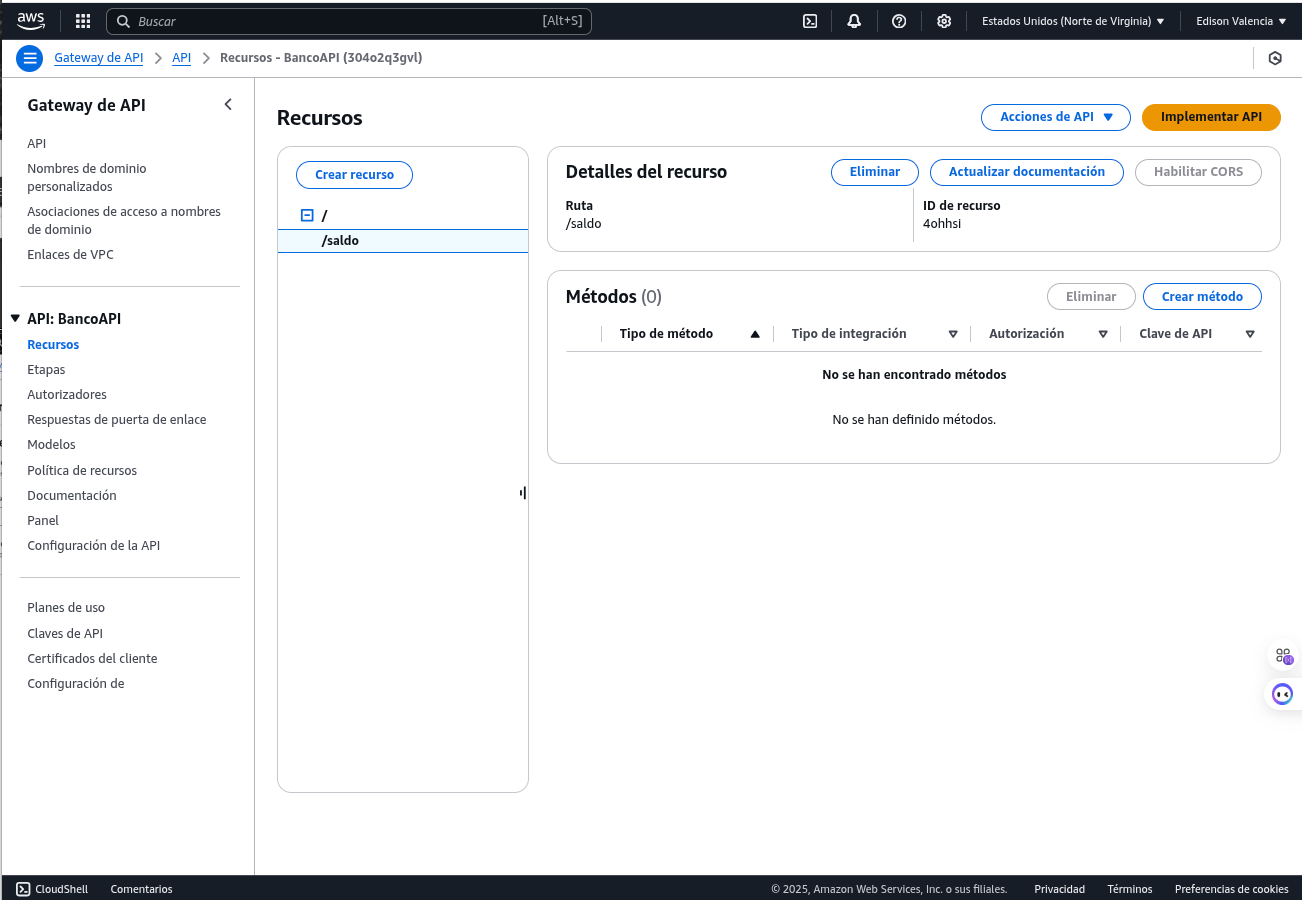 aws
Buscar
[Alt+S]
Estados Unidos (Norte de Virginia)
Edison Valencia
Gateway de API
API
Recursos - BancoAPI (304o2q3gvl)
Gateway de API
API
Nombres de dominio
personalizados
Asociaciones de acceso a nombres
de dominio
Enlaces de VPC
API: BancoAPI
Recursos
Etapas
Autorizadores
Respuestas de puerta de enlace
Modelos
Política de recursos
Documentación
Panel
Configuración de la API
Planes de uso
Claves de API
Certificados del cliente
Configuración de
Recursos
Acciones de API
Implementar API
Crear recurso
/
/saldo
Detalles del recurso
Eliminar
Actualizar documentación
Habilitar CORS
Ruta
/saldo
ID de recurso
4ohhsi
Métodos (0)
Eliminar
Crear método
Tipo de método
Tipo de integración
Autorización
Clave de API
No se han encontrado métodos
No se han definido métodos.
CloudShell
Comentarios
© 2025, Amazon Web Services, Inc. o sus filiales.
Privacidad
Términos
Preferencias de cookies